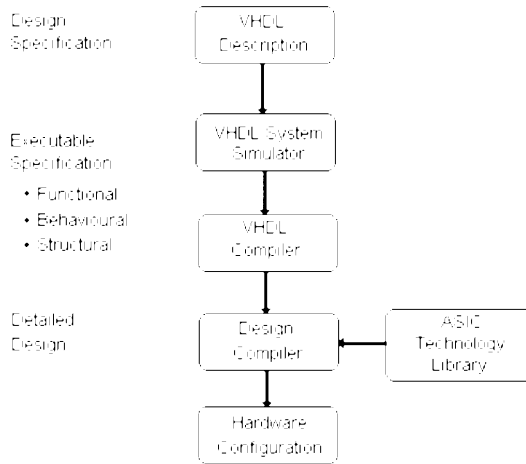 Design
Specification
VHDL
Description
Executable
Specification
• Functional
• Behavioural
• Structural
VHDL System
Simulator
VHDL
Compiler
Detailed
Design
Design
Compiler
ASIC
Technology
Library
Hardware
Configuration